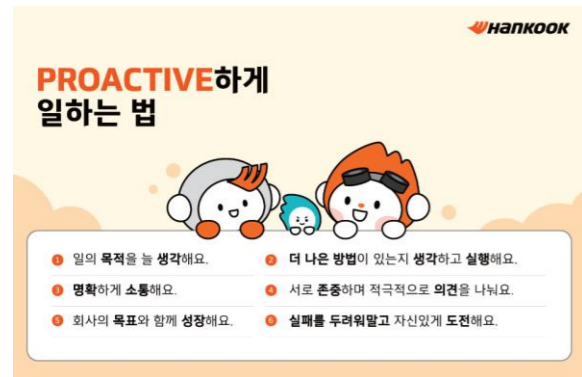 HANKOOK
PROACTIVE하게
일하는 법
1 일의 목적을 늘 생각해요.
2 더 나은 방법이 있는지 생각하고 실행해요.
3 명확하게 소통해요.
4 서로 존중하며 적극적으로 의견을 나눠요.
5 회사의 목표와 함께 성장해요.
6 실패를 두려워말고 자신있게 도전해요.